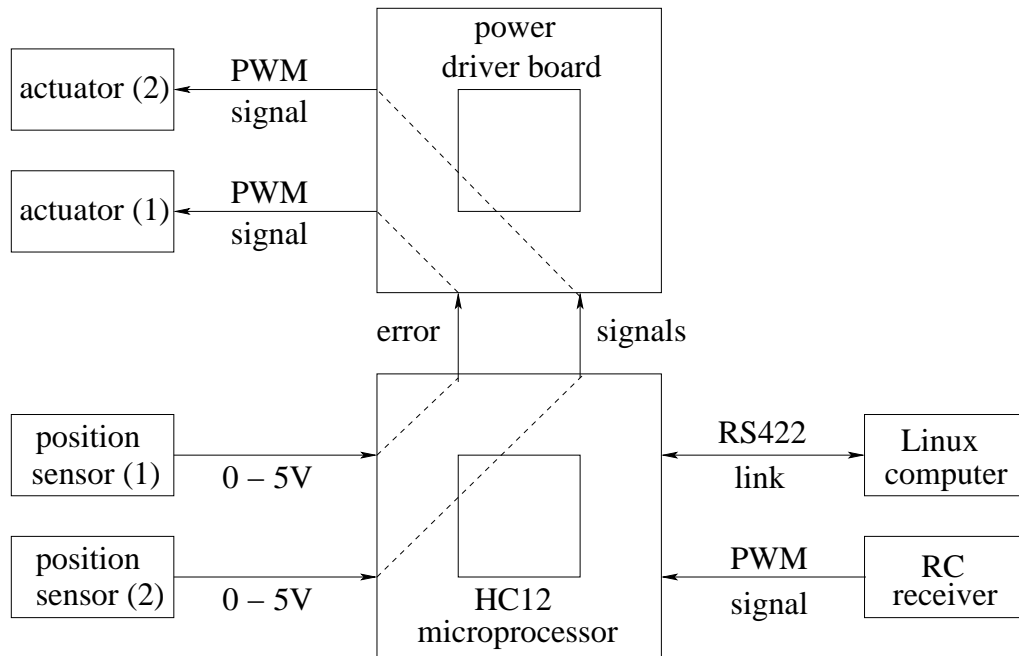 power
driver board
actuator (2)
PWM
signal
actuator (1)
PWM
signal
error
signals
position
sensor (1)
0 – 5V
RS422
link
Linux
computer
position
sensor (2)
0 – 5V
HC12
microprocessor
PWM
signal
RC
receiver